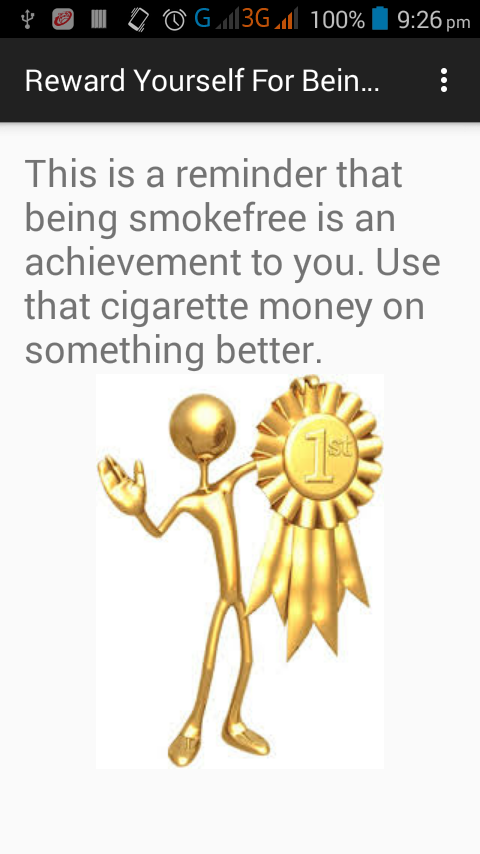 G 3G 100% 9:26 pm
Reward Yourself For Bein...
This is a reminder that
being smokefree is an
achievement to you. Use
that cigarette money on
something better.
1st